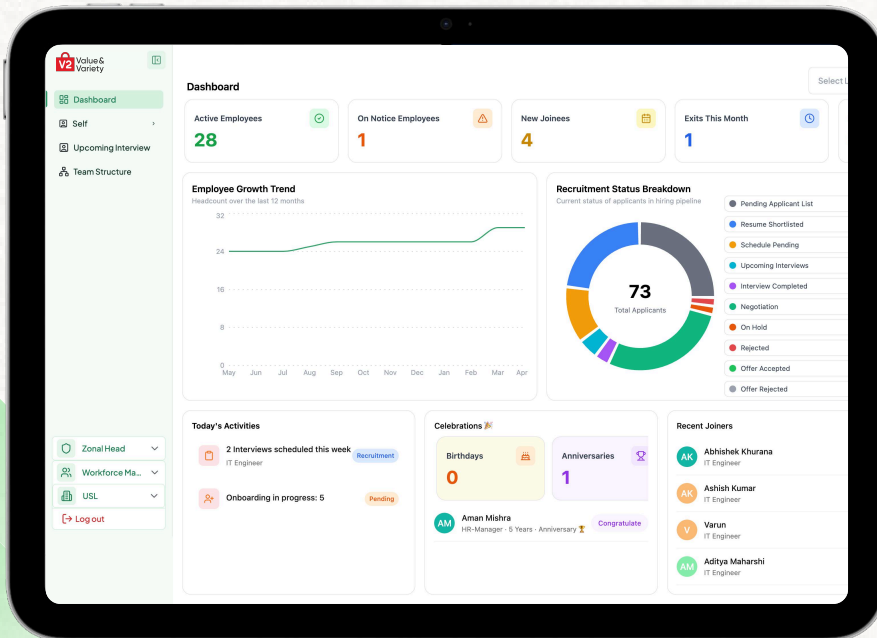 V2 Value &
Variety
Dashboard
Self
Upcoming Interview
Team Structure
Zonal Head
Workforce Ma...
USL
Log out
Dashboard
Select
Active Employees
28
On Notice Employees
1
New Joinees
4
Exits This Month
1
Employee Growth Trend
Headcount over the last 12 months
32
24
16
8
0
May Jun Jul Aug Sep Oct Nov Dec Jan Feb Mar Apr
Recruitment Status Breakdown
Current status of applicants in hiring pipeline
73
Total Applicants
Pending Applicant List
Resume Shortlisted
Schedule Pending
Upcoming Interviews
Interview Completed
Negotiation
On Hold
Rejected
Offer Accepted
Offer Rejected
Today's Activities
2 Interviews scheduled this week
IT Engineer
Recruitment
Onboarding in progress: 5
Pending
Celebrations 🎉
Birthdays
0
Anniversaries
1
AM
Aman Mishra
HR-Manager · 5 Years · Anniversary 🏆
Congratulate
Recent Joiners
AK
Abhishek Khurana
IT Engineer
AK
Ashish Kumar
IT Engineer
V
Varun
IT Engineer
AM
Aditya Maharshi
IT Engineer